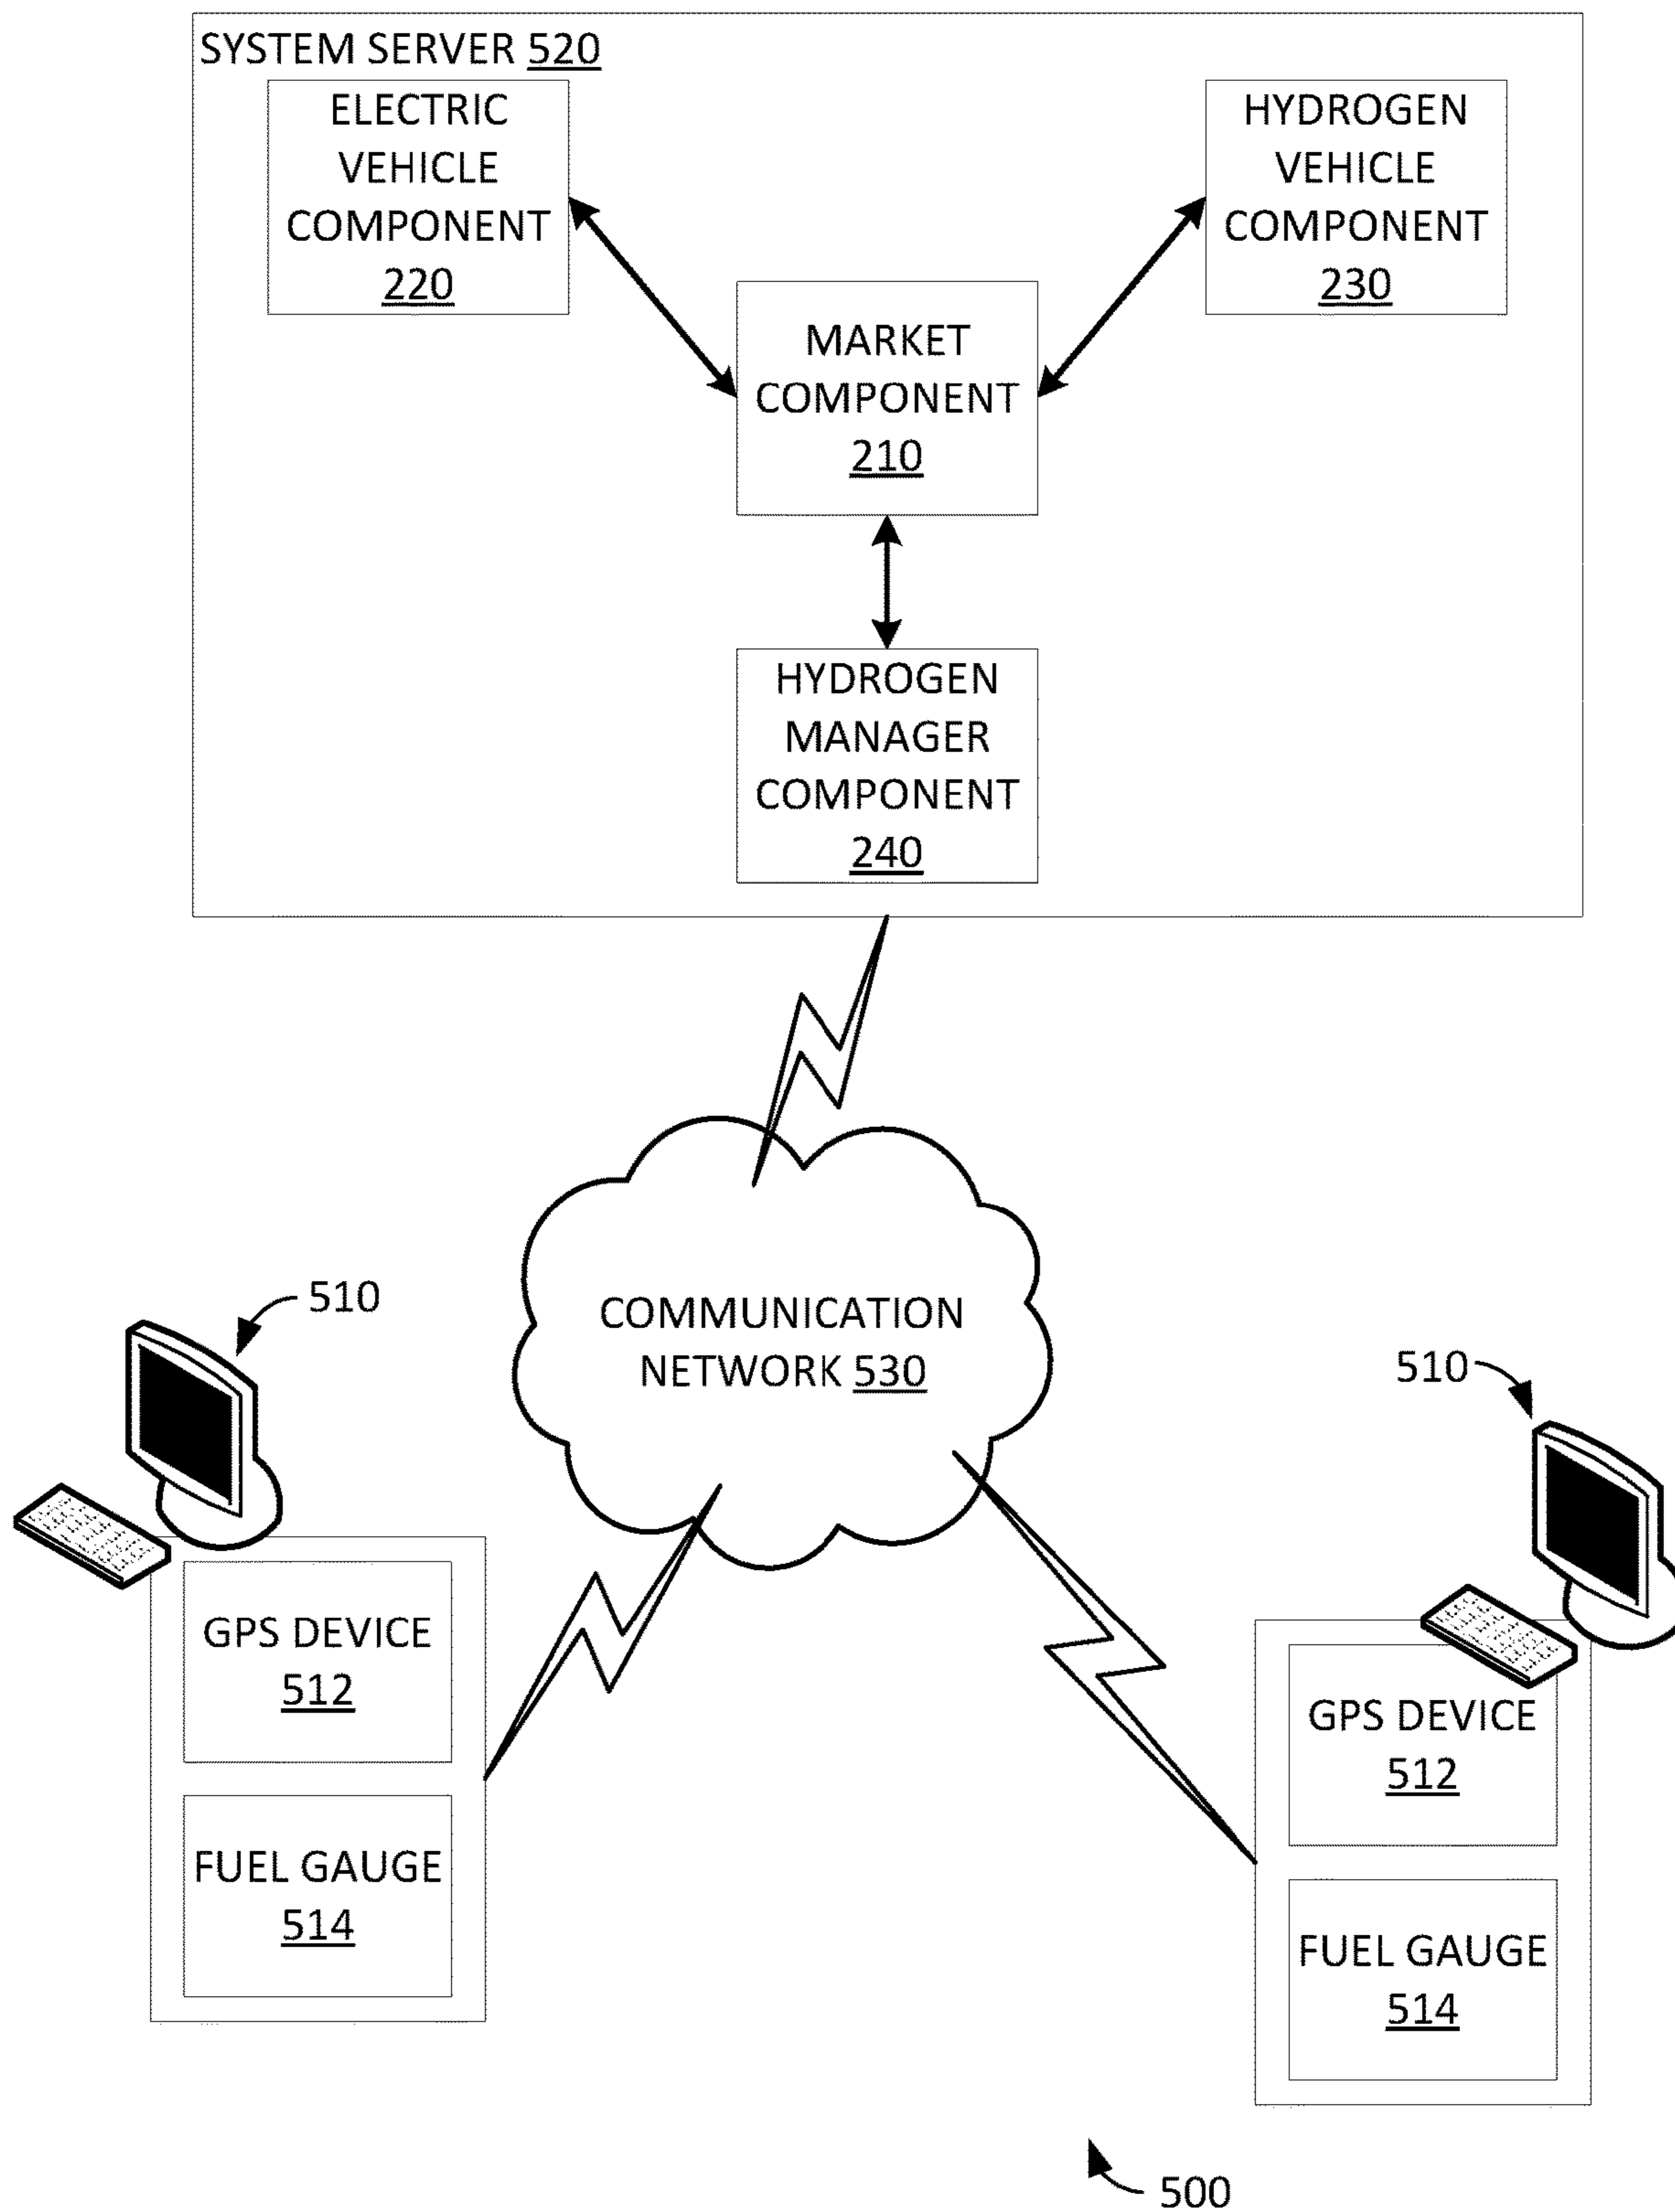 SYSTEM SERVER 520
ELECTRIC
VEHICLE
COMPONENT
220
HYDROGEN
VEHICLE
COMPONENT
230
MARKET
COMPONENT
210
HYDROGEN
MANAGER
COMPONENT
240
COMMUNICATION
NETWORK 530
510
GPS DEVICE
512
FUEL GAUGE
514
510
GPS DEVICE
512
FUEL GAUGE
514
500